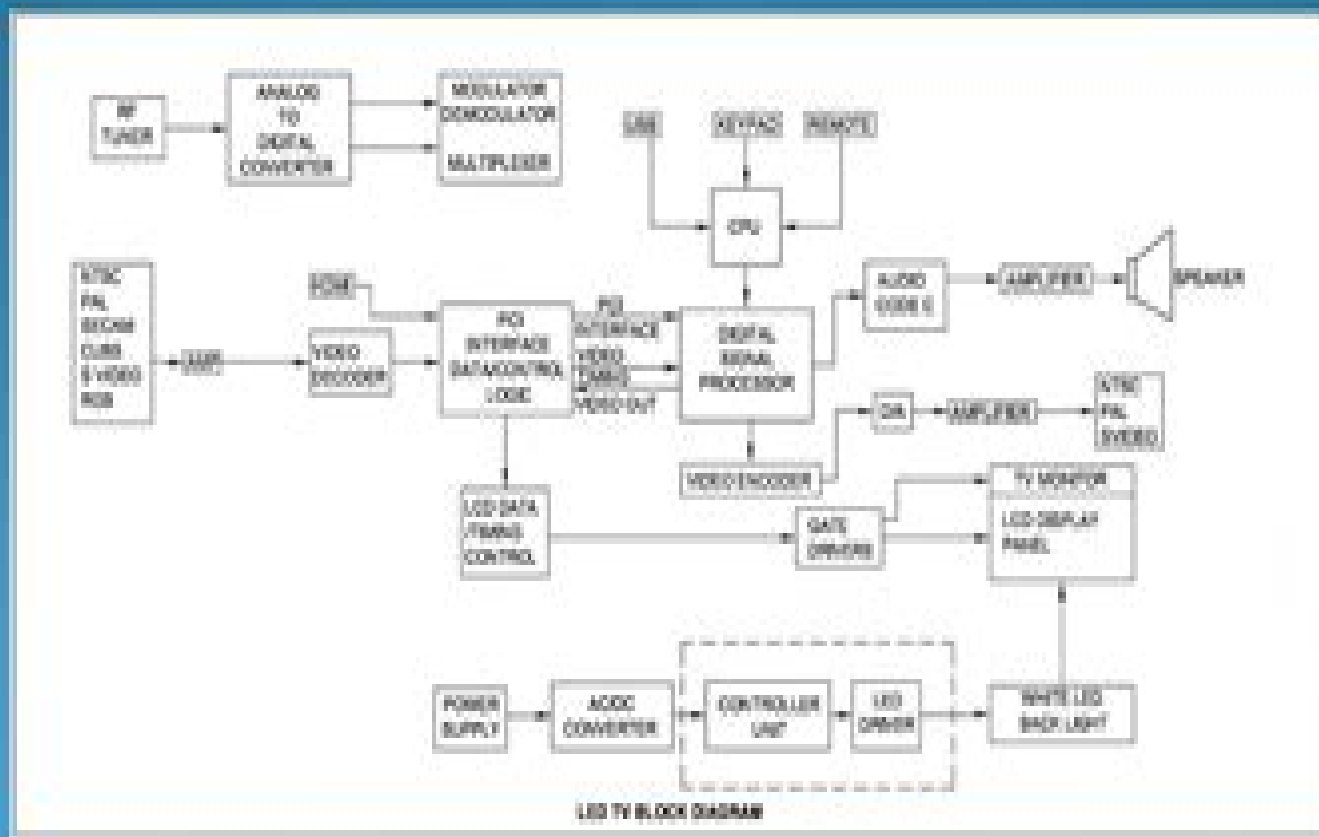 RF
TUNER
ANALOG
TO
DIGITAL
CONVERTER
MODULATOR
DEMODULATOR
MULTIPLEXER
USB
KEYPAD
REMOTE
CPU
NTSC
PAL
SECAM
S-VIDEO
RGB
VIDEO
DECODER
PCI
INTERFACE
DATA/CONTROL
LOGIC
PCI
INTERFACE
VIDEO
TIMING
VIDEO OUT
DIGITAL
SIGNAL
PROCESSOR
AUDIO
AMPLIFIER
SPEAKER
D/A
AMPLIFIER
NTSC
PAL
SVIDEO
VIDEO ENCODER
LCD DATA
/TIMING
CONTROL
GATE
DRIVERS
TV MONITOR
LCD DISPLAY
PANEL
POWER
SUPPLY
AC/DC
CONVERTER
CONTROLLER
UNIT
LED
DRIVER
WHITE LED
BACK LIGHT
LED TV BLOCK DIAGRAM